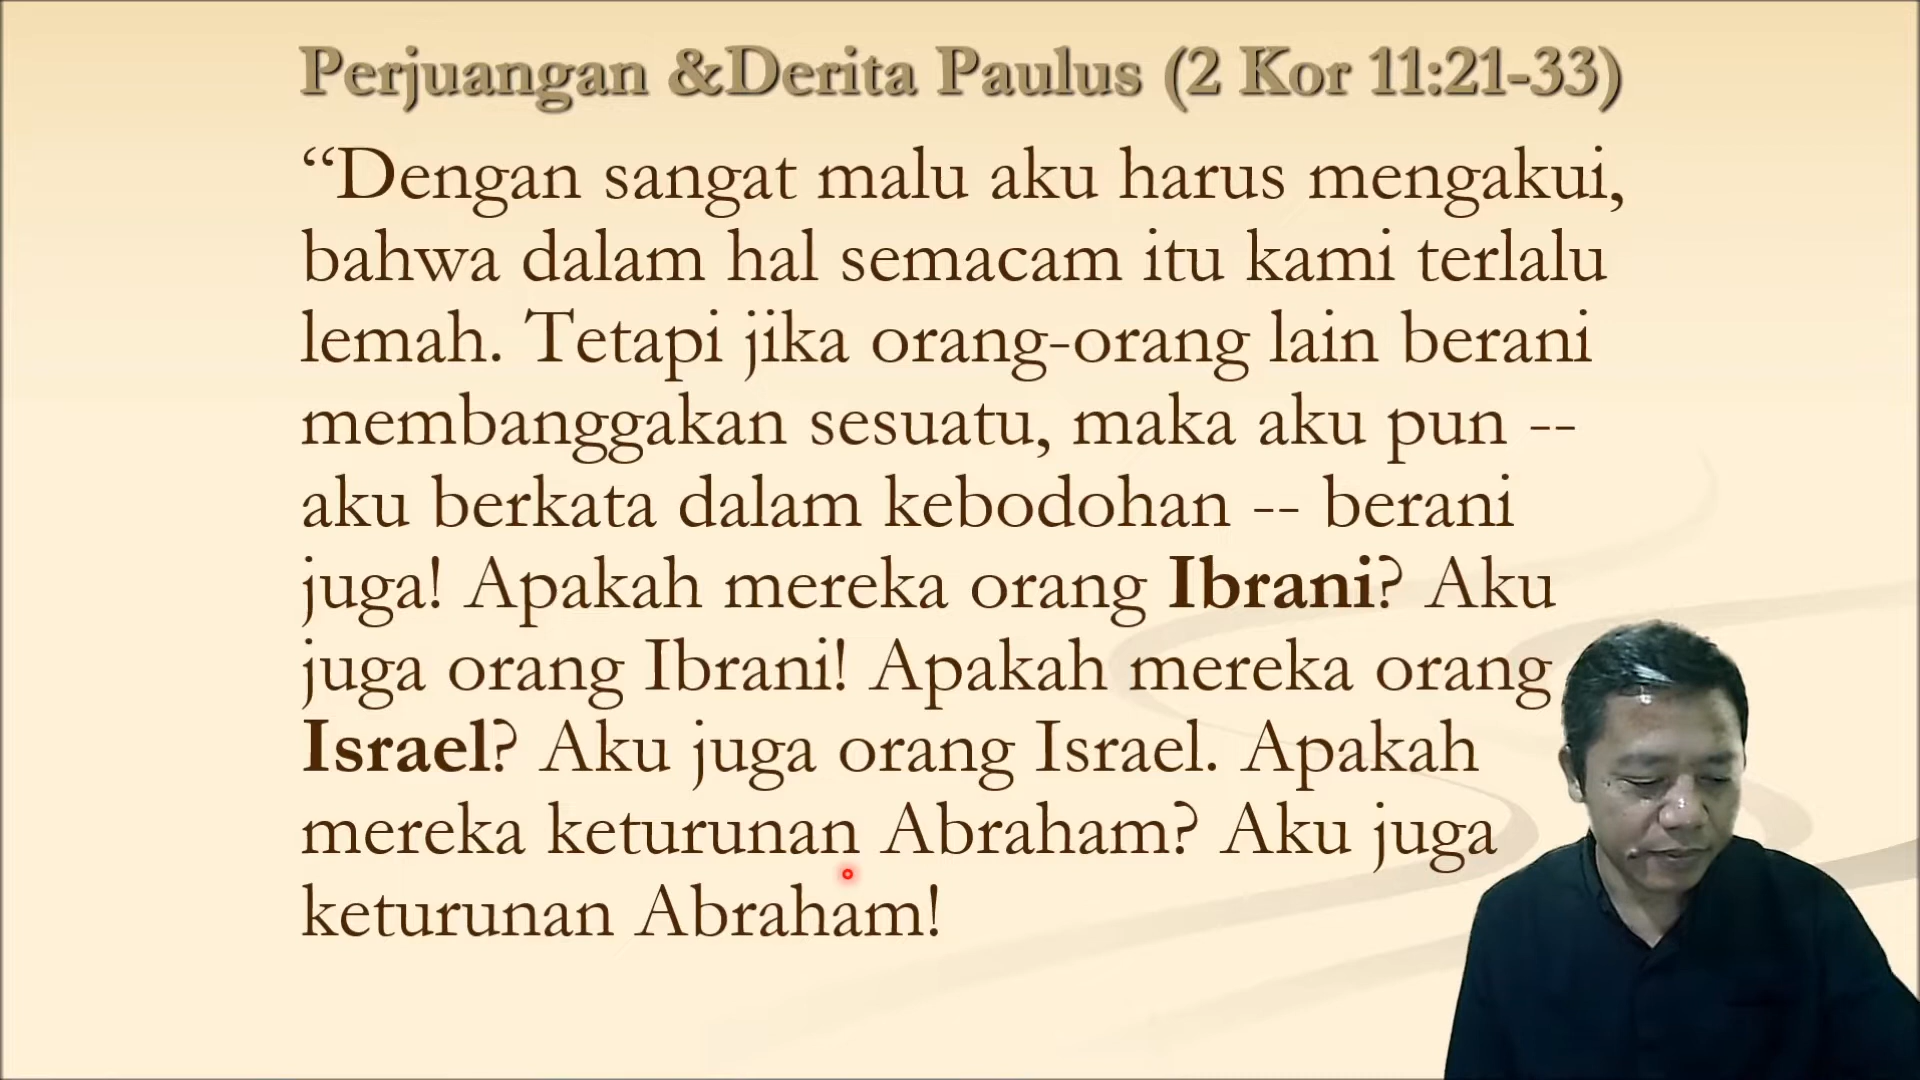 Perjuangan &Derita Paulus (2 Kor 11:21-33)
“Dengan sangat malu aku harus mengakui,
bahwa dalam hal semacam itu kami terlalu
lemah. Tetapi jika orang-orang lain berani
membanggakan sesuatu, maka aku pun --
aku berkata dalam kebodohan -- berani
juga! Apakah mereka orang Ibrani? Aku
juga orang Ibrani! Apakah mereka orang
Israel? Aku juga orang Israel. Apakah
mereka keturunan Abraham? Aku juga
keturunan Abraham!